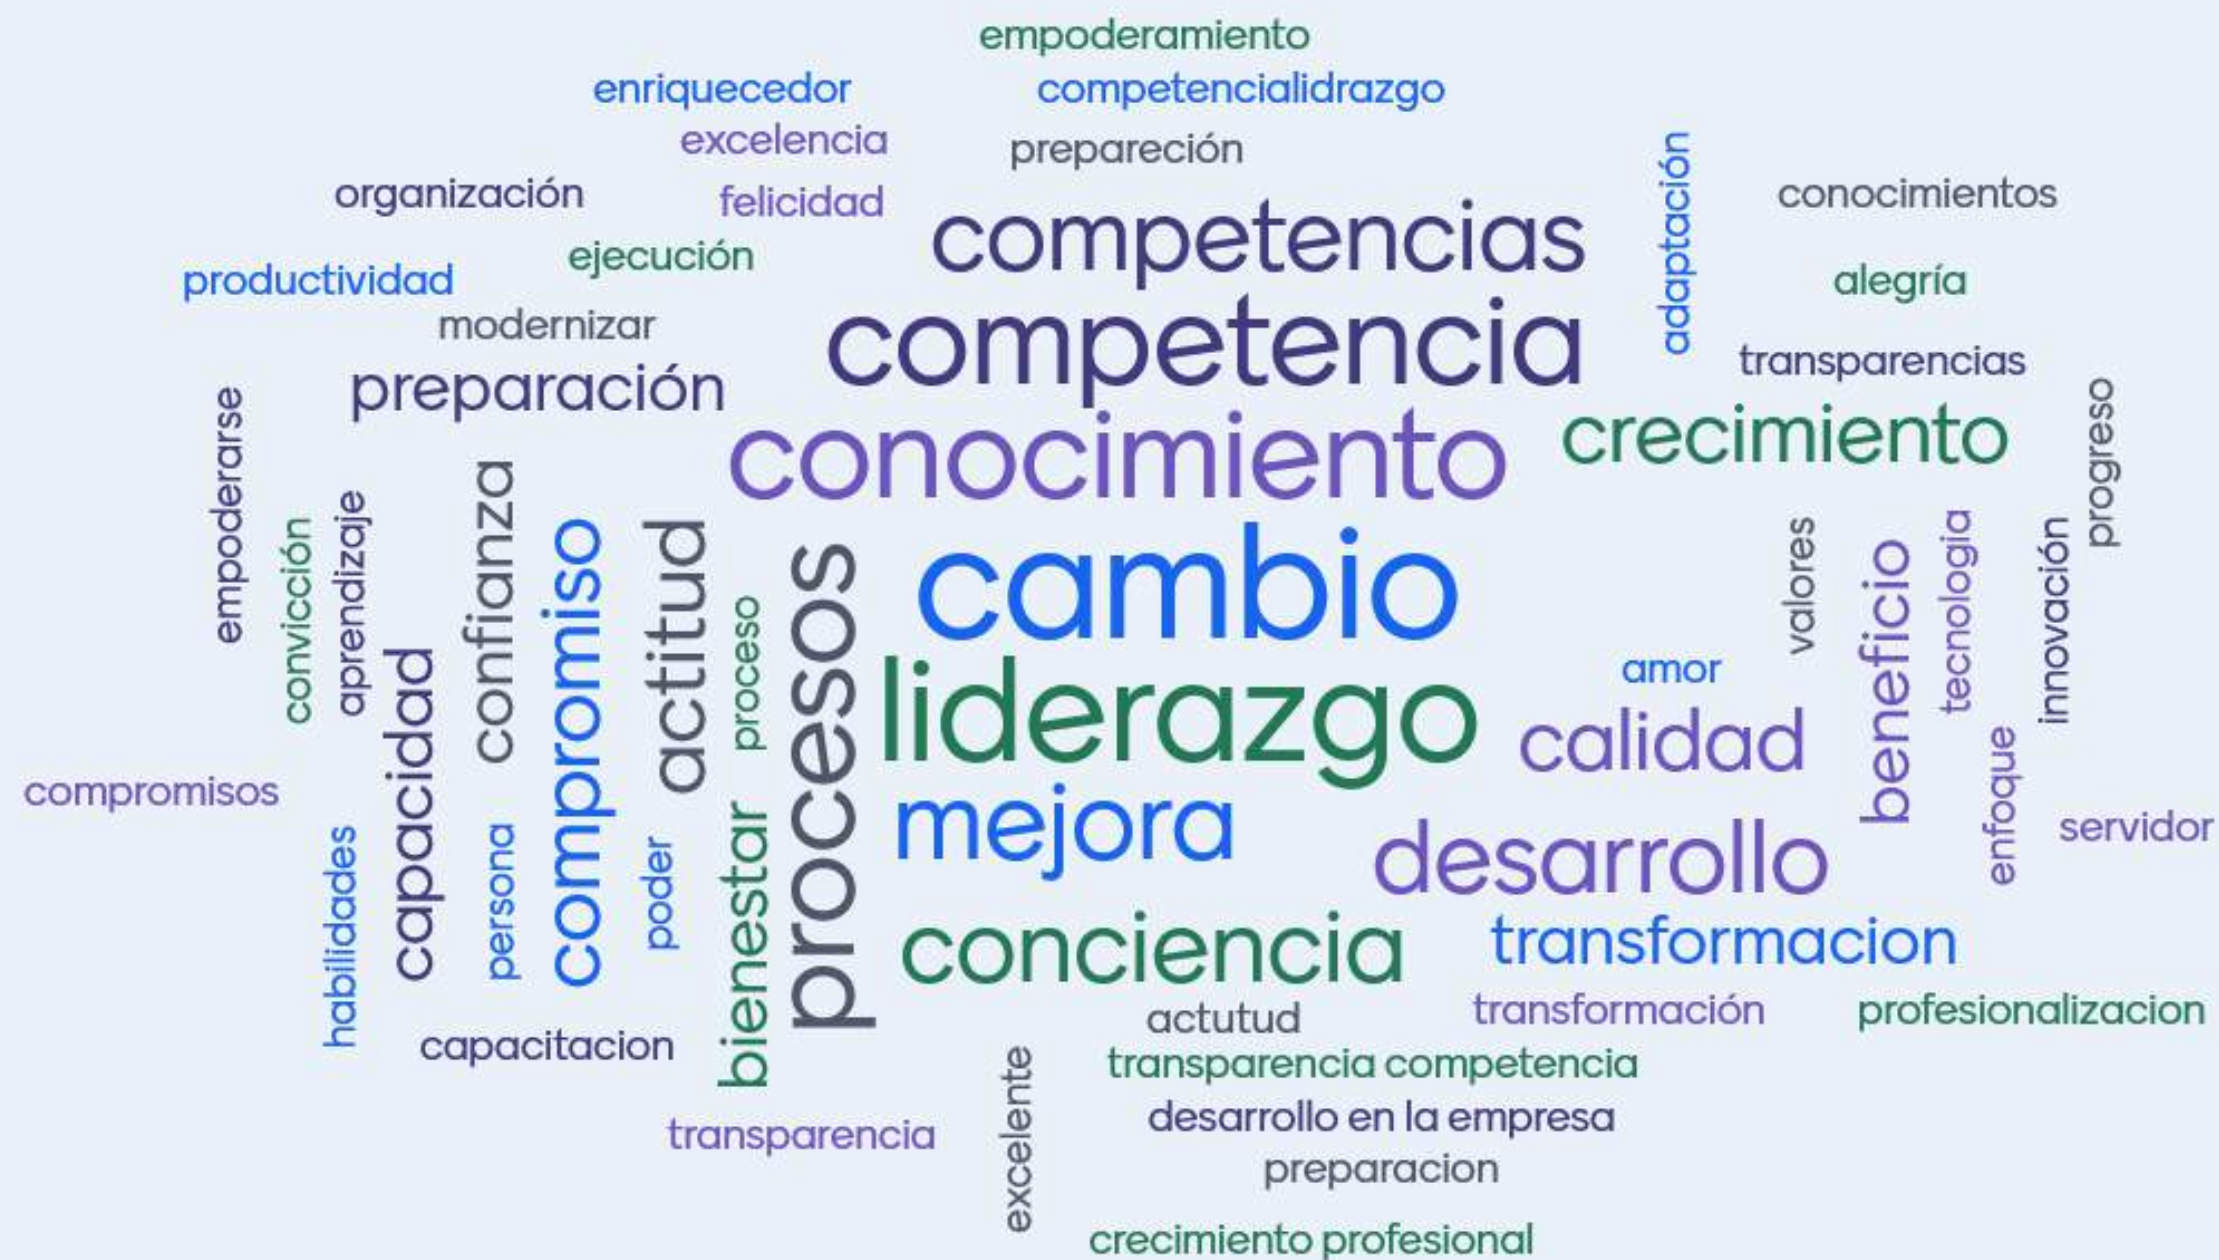 empoderamiento
enriquecedor
competencialidrazgo
excelencia
prepareción
adaptación
organización
felicidad
conocimientos
competencias
ejecución
productividad
alegría
modernizar
competencia
transparencias
preparación
empoderarse
conocimiento
crecimiento
progreso
convicción
aprendizaje
confianza
compromiso
actitud
procesos
cambio
valores
beneficio
tecnologia
innovación
proceso
capacidad
liderazgo
amor
calidad
enfoque
compromisos
mejora
servidor
habilidades
persona
poder
bienestar
desarrollo
conciencia
transformacion
actutud
transformación
profesionalizacion
capacitacion
transparencia competencia
excelente
desarrollo en la empresa
transparencia
preparacion
crecimiento profesional